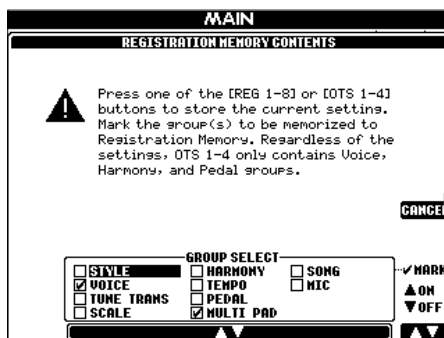 MAIN
REGISTRATION MEMORY CONTENTS
Press one of the [REG 1-8] or [OTS 1-4]
buttons to store the current setting.
Mark the group(s) to be memorized to
Registration Memory. Regardless of the
settings, OTS 1-4 only contains Voice,
Harmony, and Pedal groups.
CANCEL
GROUP SELECT
STYLE HARMONY SONG
VOICE TEMPO MIC
TUNE TRANS PEDAL
SCALE MULTI PAD
MARK
ON
OFF